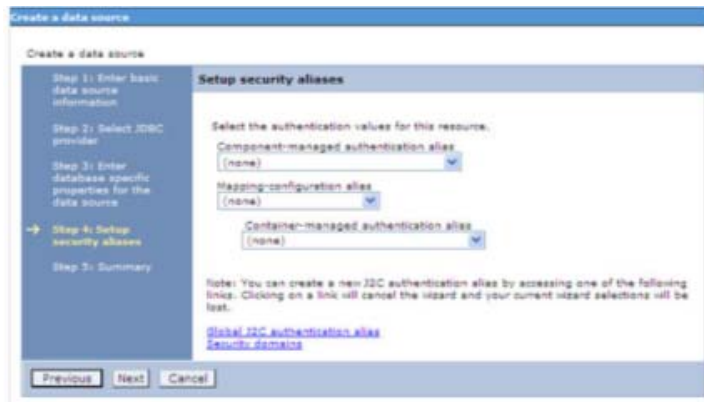 Create a data source
Create a data source
Step 1: Enter basic
data source
information
Step 2: Select JDBC
provider
Step 3: Enter
database specific
properties for the
data source
Step 4: Setup
security aliases
Step 5: Summary
Setup security aliases
Select the authentication values for this resource.
Component-managed authentication alias
(none)
Mapping-configuration alias
(none)
Container-managed authentication alias
(none)
Note: You can create a new J2C authentication alias by accessing one of the following
links. Clicking on a link will cancel the wizard and your current wizard selections will be
lost.
Global J2C authentication alias
Security domains
Previous Next Cancel